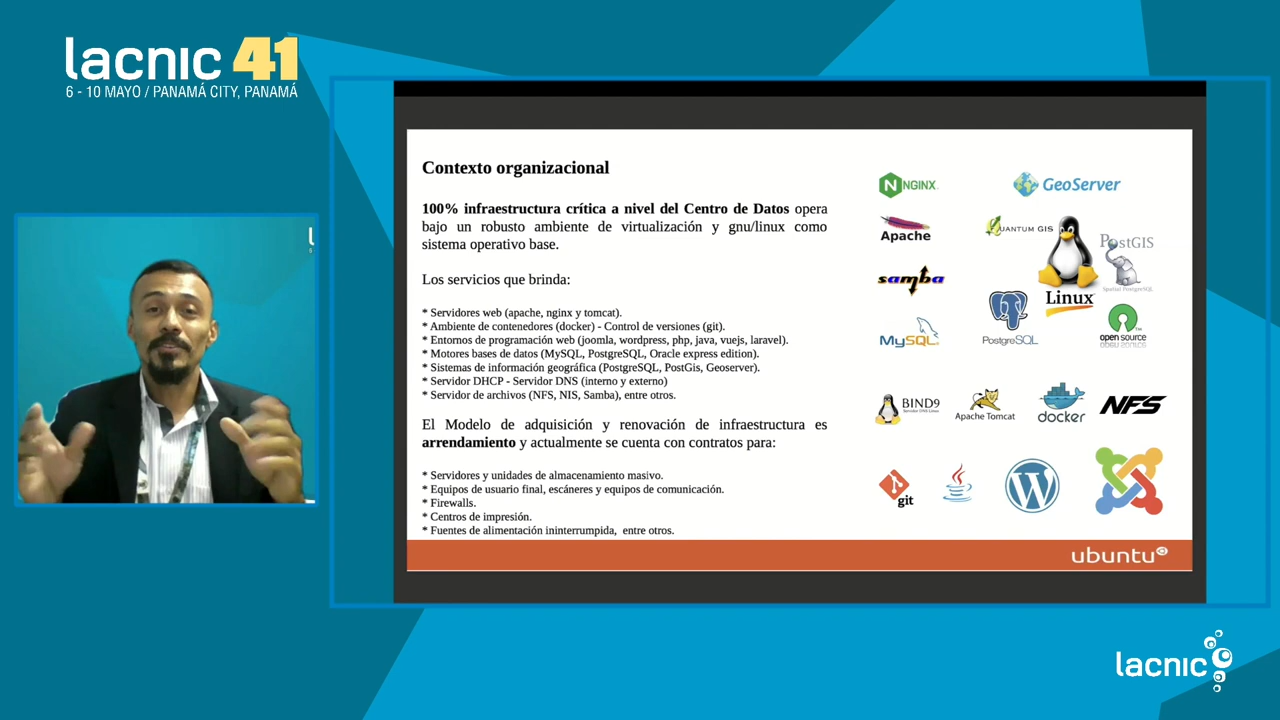 lacnic 41
6 - 10 MAYO / PANAMÁ CITY, PANAMÁ
Contexto organizacional
100% infraestructura crítica a nivel del Centro de Datos opera
bajo un robusto ambiente de virtualización y gnu/linux como
sistema operativo base.
Los servicios que brinda:
* Servidores web (apache, nginx y tomcat).
* Ambiente de contenedores (docker) - Control de versiones (git).
* Entornos de programación web (joomla, wordpress, php, java, vuejs, laravel).
* Motores bases de datos (MySQL, PostgreSQL, Oracle express edition).
* Sistemas de información geográfica (PostgreSQL, PostGis, Geoserver).
* Servidor DHCP - Servidor DNS (interno y externo)
* Servidor de archivos (NFS, NIS, Samba), entre otros.
El Modelo de adquisición y renovación de infraestructura es
arrendamiento y actualmente se cuenta con contratos para:
* Servidores y unidades de almacenamiento masivo.
* Equipos de usuario final, escáneres y equipos de comunicación.
* Firewalls.
* Centros de impresión.
* Fuentes de alimentación ininterrumpida, entre otros.
NGINX
GeoServer
Apache
QUANTUM GIS
PostGIS
Spatial PostgreSQL
samba
Linux
MySQL
PostgreSQL
open source
BIND9
Servidor DNS Linux
Apache Tomcat
docker
NFS
git
ubuntu
lacnic